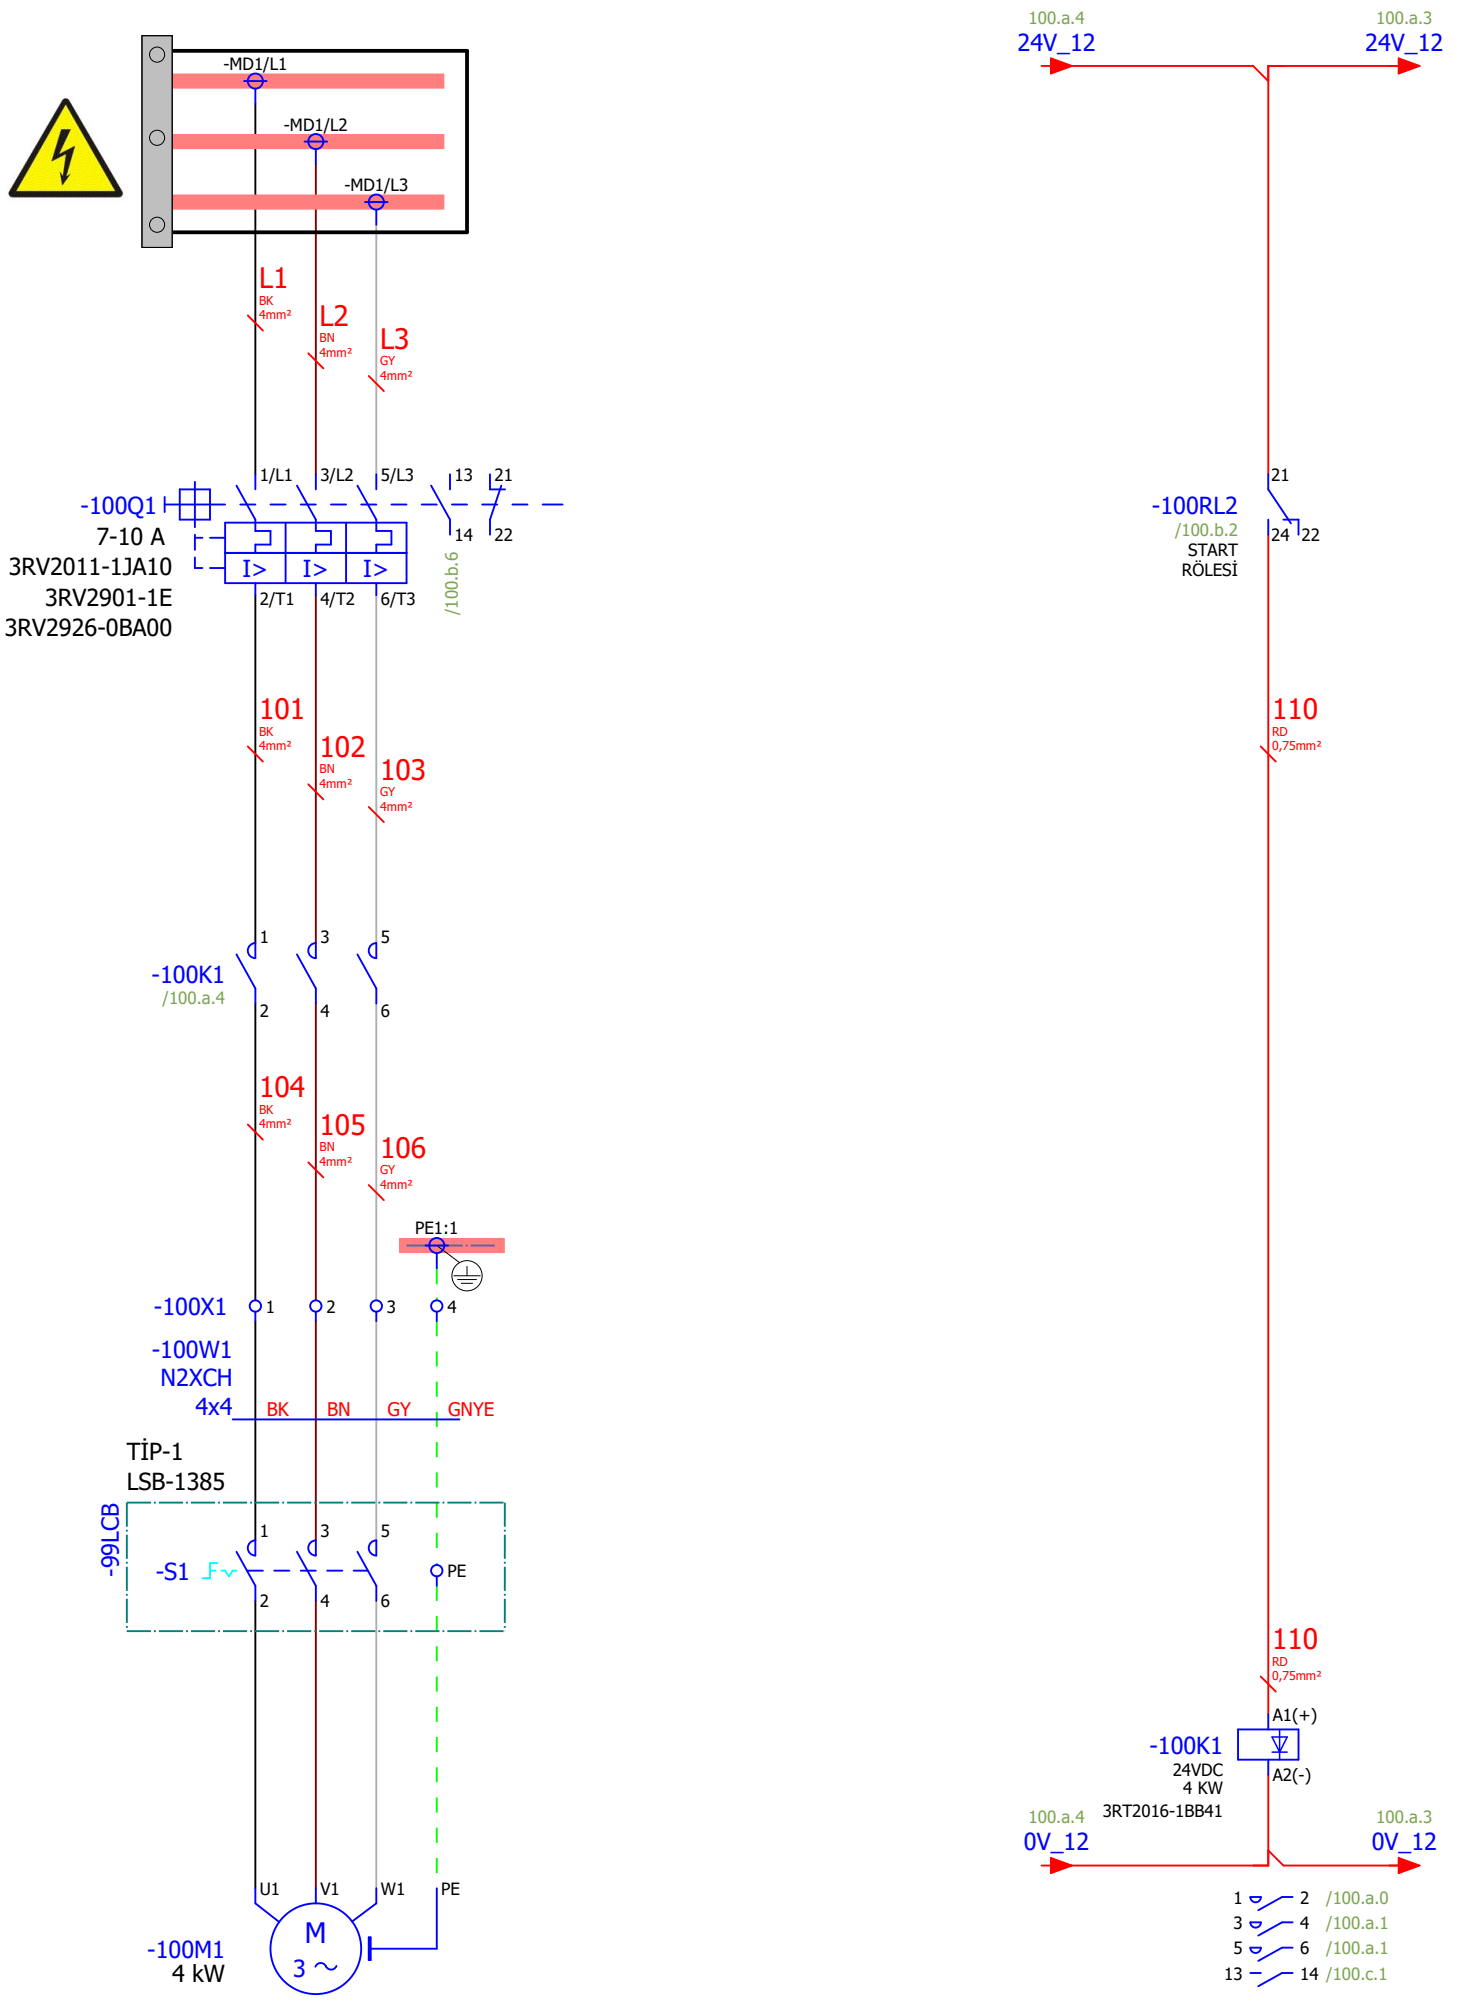 100.a.4
24V_12
100.a.3
24V_12
-MD1/L1
-MD1/L2
-MD1/L3
L1
BK
4mm²
L2
BN
4mm²
L3
GY
4mm²
1/L1
3/L2
5/L3
13
21
-100Q1
7-10 A
3RV2011-1JA10
3RV2901-1E
3RV2926-0BA00
I>
I>
I>
14
22
2/T1
4/T2
6/T3
/100.b.6
21
-100RL2
/100.b.2
START
RÖLESİ
24
22
101
BK
4mm²
102
BN
4mm²
103
GY
4mm²
110
RD
0,75mm²
1
3
5
-100K1
/100.a.4
2
4
6
104
BK
4mm²
105
BN
4mm²
106
GY
4mm²
PE1:1
-100X1
1
2
3
4
-100W1
N2XCH
4x4
BK
BN
GY
GNYE
TİP-1
LSB-1385
-99LCB
1
3
5
-S1
PE
2
4
6
110
RD
0,75mm²
A1(+)
-100K1
24VDC
4 KW
3RT2016-1BB41
A2(-)
100.a.4
0V_12
100.a.3
0V_12
U1
V1
W1
PE
M
3 ~
-100M1
4 kW
1 2 /100.a.0
3 4 /100.a.1
5 6 /100.a.1
13 14 /100.c.1